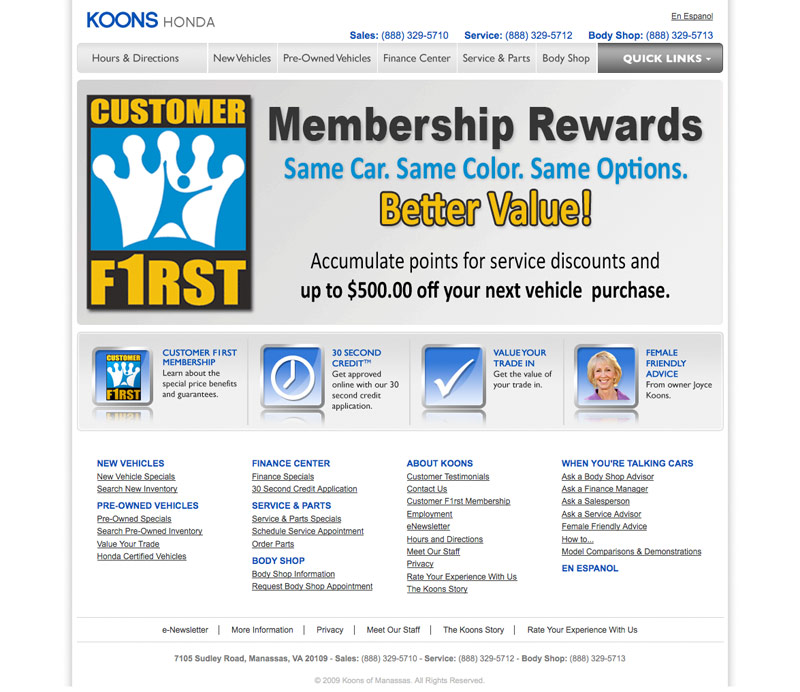 KOONS HONDA
En Espanol
Sales: (888) 329-5710 Service: (888) 329-5712 Body Shop: (888) 329-5713
Hours & Directions New Vehicles Pre-Owned Vehicles Finance Center Service & Parts Body Shop QUICK LINKS
CUSTOMER
F1RST
Membership Rewards
Same Car. Same Color. Same Options.
Better Value!
Accumulate points for service discounts and
up to $500.00 off your next vehicle purchase.
CUSTOMER
F1RST
CUSTOMER F1RST
MEMBERSHIP
Learn about the
special price benefits
and guarantees.
30 SECOND
CREDIT™
Get approved
online with our 30
second credit
application.
VALUE YOUR
TRADE IN
Get the value of
your trade in.
FEMALE
FRIENDLY
ADVICE
From owner Joyce
Koons.
NEW VEHICLES
New Vehicle Specials
Search New Inventory
PRE-OWNED VEHICLES
Pre-Owned Specials
Search Pre-Owned Inventory
Value Your Trade
Honda Certified Vehicles
FINANCE CENTER
Finance Specials
30 Second Credit Application
SERVICE & PARTS
Service & Parts Specials
Schedule Service Appointment
Order Parts
BODY SHOP
Body Shop Information
Request Body Shop Appointment
ABOUT KOONS
Customer Testimonials
Contact Us
Customer F1rst Membership
Employment
eNewsletter
Hours and Directions
Meet Our Staff
Privacy
Rate Your Experience With Us
The Koons Story
WHEN YOU'RE TALKING CARS
Ask a Body Shop Advisor
Ask a Finance Manager
Ask a Salesperson
Ask a Service Advisor
Female Friendly Advice
How to...
Model Comparisons & Demonstrations
EN ESPANOL
e-Newsletter | More Information | Privacy | Meet Our Staff | The Koons Story | Rate Your Experience With Us
7105 Sudley Road, Manassas, VA 20109 - Sales: (888) 329-5710 - Service: (888) 329-5712 - Body Shop: (888) 329-5713
© 2009 Koons of Manassas. All Rights Reserved.